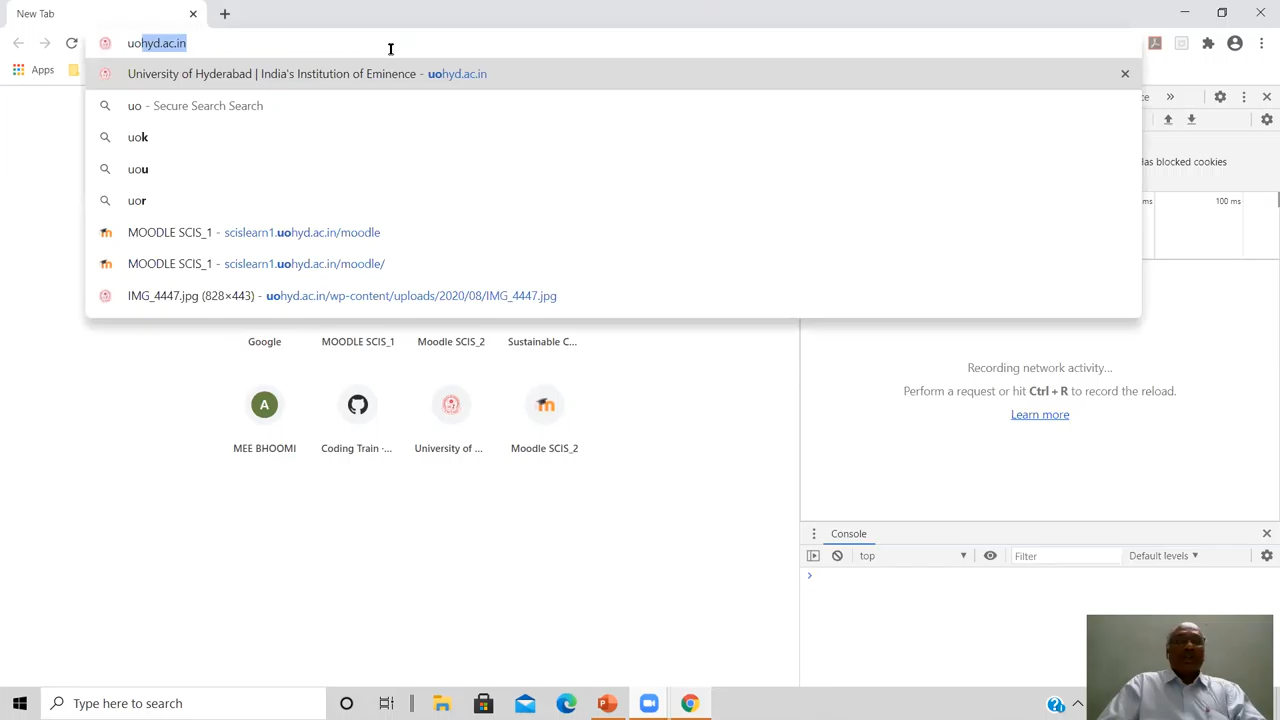 New Tab
uohyd.ac.in
University of Hyderabad | India's Institution of Eminence - uohyd.ac.in
Apps
uo - Secure Search Search
uok
uou
has blocked cookies
uor
ms
100 ms
MOODLE SCIS_1 - scislearn1.uohyd.ac.in/moodle
MOODLE SCIS_1 - scislearn1.uohyd.ac.in/moodle/
IMG_4447.jpg (828×443) - uohyd.ac.in/wp-content/uploads/2020/08/IMG_4447.jpg
Google
MOODLE SCIS_1
Moodle SCIS_2
Sustainable C...
Recording network activity...
Perform a request or hit Ctrl + R to record the reload.
Learn more
A
MEE BHOOMI
Coding Train ·...
University of ...
Moodle SCIS_2
Console
top
Filter
Default levels
Type here to search